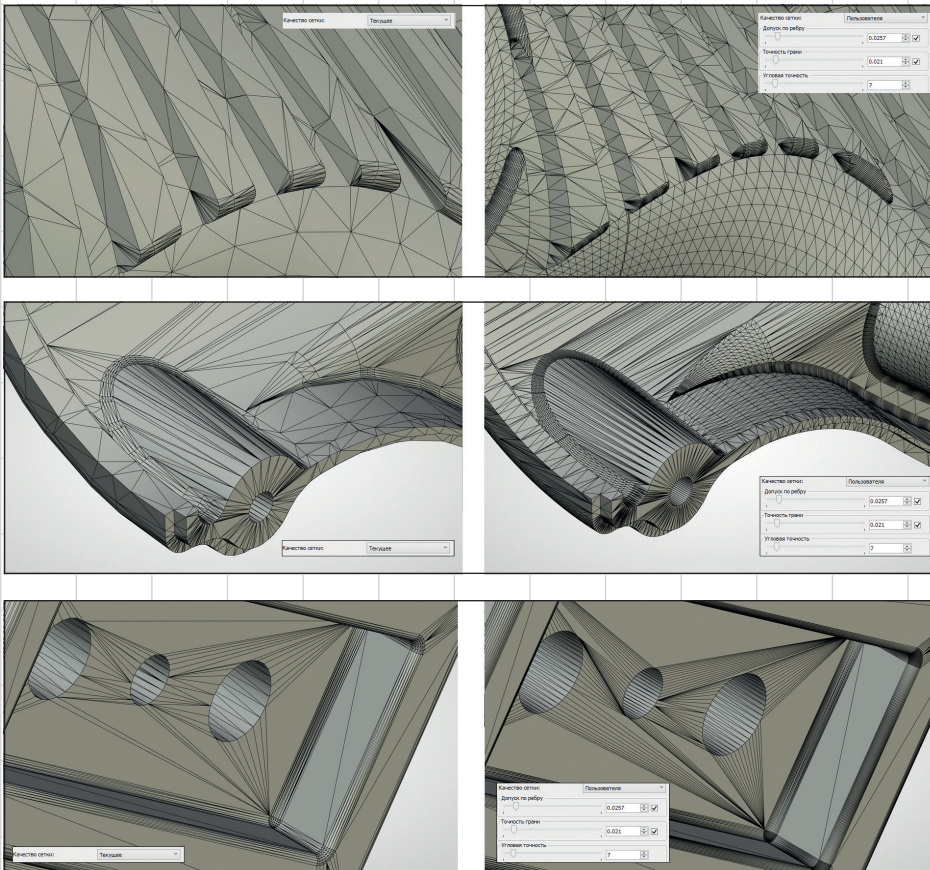 Качество сетки: Текущее
Качество сетки: Пользователя
Допуск по ребру
0.0257
Точность грани
0.021
Угловая точность
7
Качество сетки: Текущее
Качество сетки: Пользователя
Допуск по ребру
0.0257
Точность грани
0.021
Угловая точность
7
Качество сетки: Текущее
Качество сетки: Пользователя
Допуск по ребру
0.0257
Точность грани
0.021
Угловая точность
7